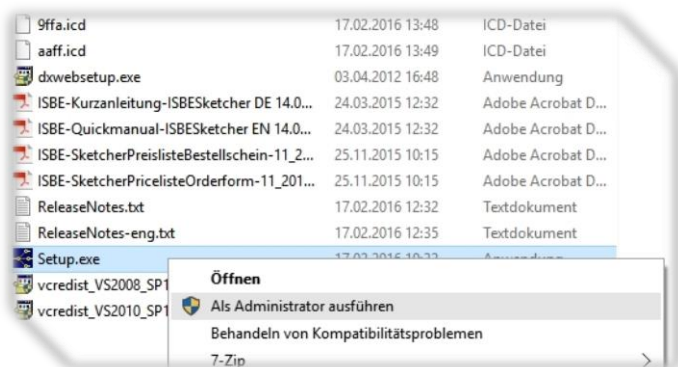 9ffa.icd 17.02.2016 13:48 ICD-Datei
aaff.icd 17.02.2016 13:49 ICD-Datei
dxwebsetup.exe 03.04.2012 16:48 Anwendung
ISBE-Kurzanleitung-ISBESketcher DE 14.0... 24.03.2015 12:32 Adobe Acrobat D...
ISBE-Quickmanual-ISBESketcher EN 14.0... 24.03.2015 12:32 Adobe Acrobat D...
ISBE-SketcherPreislisteBestellschein-11_2... 25.11.2015 10:15 Adobe Acrobat D...
ISBE-SketcherPricelisteOrderform-11_201... 25.11.2015 10:15 Adobe Acrobat D...
ReleaseNotes.txt 17.02.2016 12:32 Textdokument
ReleaseNotes-eng.txt 17.02.2016 12:35 Textdokument
Setup.exe 17.02.2016
Öffnen
vcredist_VS2008_SP1
Als Administrator ausführen
vcredist_VS2010_SP1
Behandeln von Kompatibilitätsproblemen
7-Zip